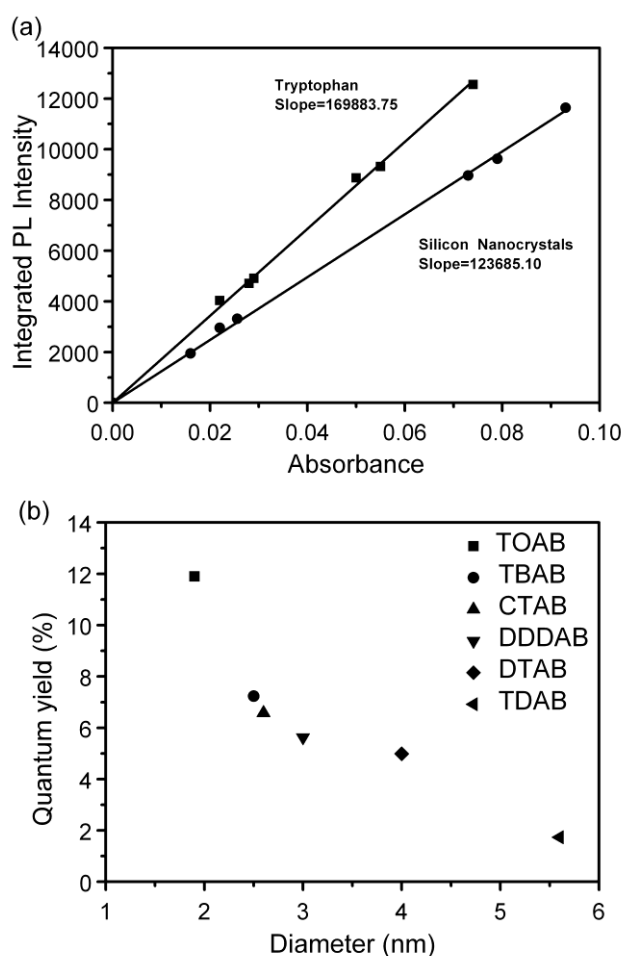 (a)
14000
12000
10000
8000
6000
4000
2000
0
Integrated PL Intensity
Tryptophan
Slope=169883.75
Silicon Nanocrystals
Slope=123685.10
0.00 0.02 0.04 0.06 0.08 0.10
Absorbance
(b)
14
12
10
8
6
4
2
0
Quantum yield (%)
TOAB
TBAB
CTAB
DDDAB
DTAB
TDAB
1 2 3 4 5 6
Diameter (nm)